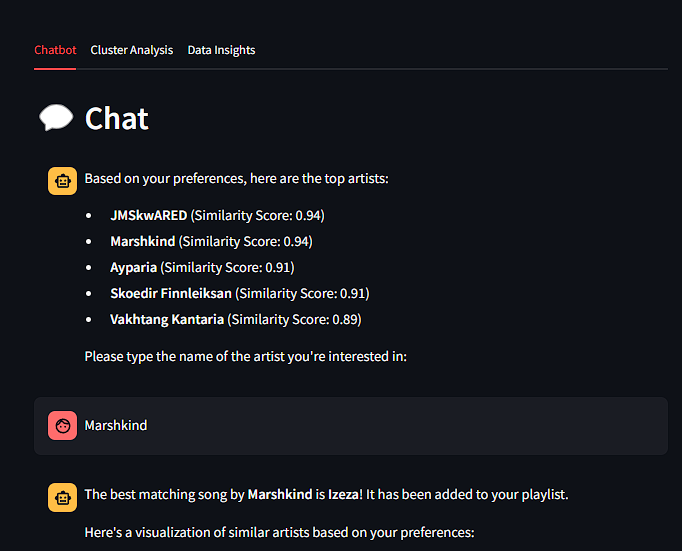 Chatbot Cluster Analysis Data Insights
Chat
Based on your preferences, here are the top artists:
• JMSkwARED (Similarity Score: 0.94)
• Marshkind (Similarity Score: 0.94)
• Ayparia (Similarity Score: 0.91)
• Skoedir Finnleiksan (Similarity Score: 0.91)
• Vakhtang Kantaria (Similarity Score: 0.89)
Please type the name of the artist you're interested in:
Marshkind
The best matching song by Marshkind is Izeza! It has been added to your playlist.
Here's a visualization of similar artists based on your preferences: